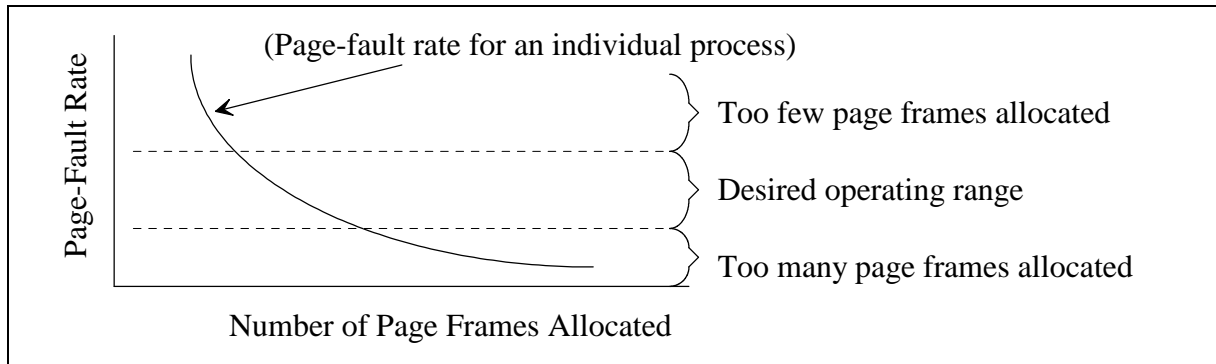 (Page-fault rate for an individual process)
Page-Fault Rate
Too few page frames allocated
Desired operating range
Too many page frames allocated
Number of Page Frames Allocated